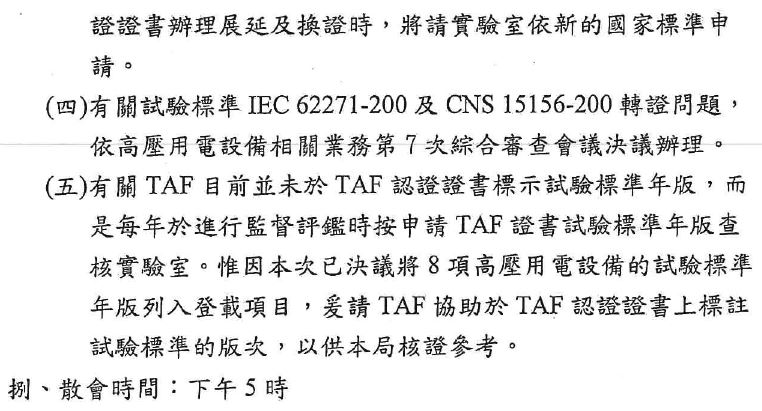 證證書辦理展延及換證時，將請實驗室依新的國家標準申
請。
(四)有關試驗標準 IEC 62271-200 及 CNS 15156-200 轉證問題，
依高壓用電設備相關業務第 7 次綜合審查會議決議辦理。
(五)有關 TAF 目前並未於 TAF 認證證書標示試驗標準年版，而
是每年於進行監督評鑑時按申請 TAF 證書試驗標準年版查
核實驗室。惟因本次已決議將 8 項高壓用電設備的試驗標準
年版列入登載項目，爰請 TAF 協助於 TAF 認證證書上標註
試驗標準的版次，以供本局核證參考。
捌、散會時間：下午 5 時